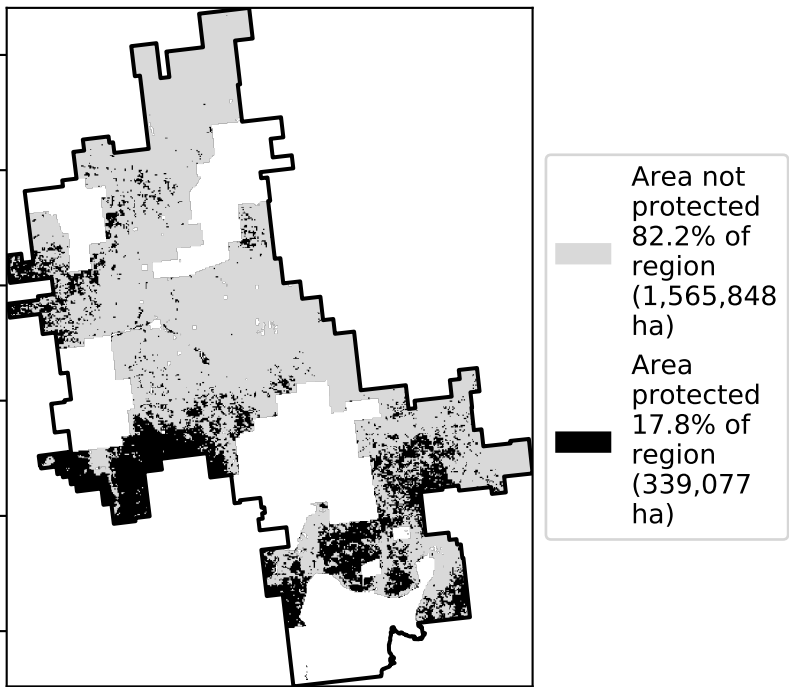 Area not
protected
82.2% of
region
(1,565,848
ha)
Area
protected
17.8% of
region
(339,077
ha)